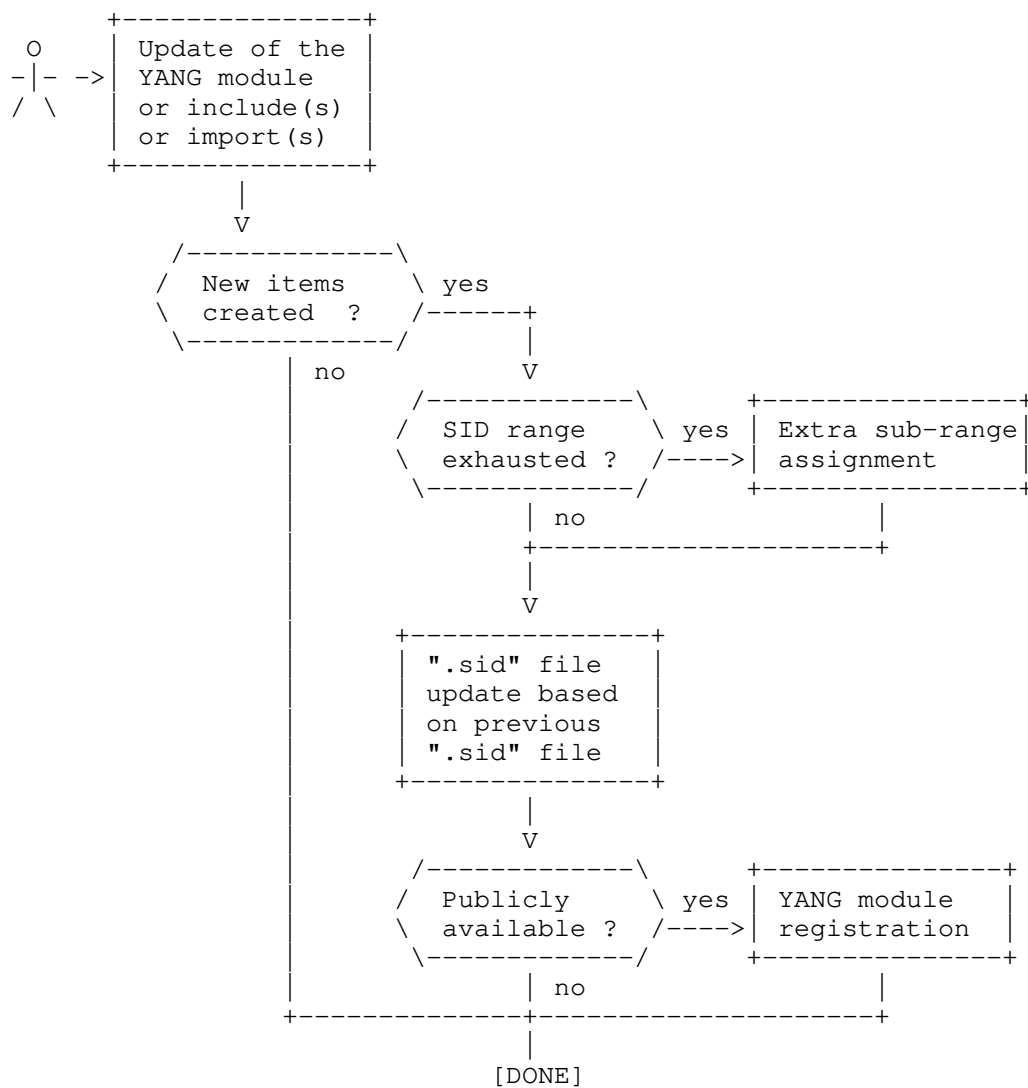 Update of the
YANG module
or include(s)
or import(s)
New items
created ?
yes
no
SID range
exhausted ?
yes
Extra sub-range
assignment
no
".sid" file
update based
on previous
".sid" file
Publicly
available ?
yes
YANG module
registration
no
[DONE]